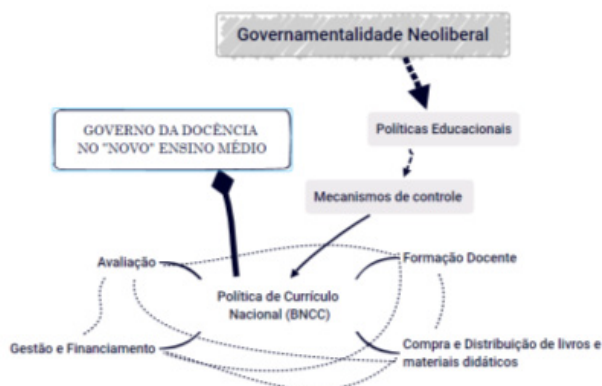 Governamentalidade Neoliberal
GOVERNO DA DOCÊNCIA
NO "NOVO" ENSINO MÉDIO
Políticas Educacionais
Mecanismos de controle
Avaliação
Formação Docente
Política de Currículo
Nacional (BNCC)
Gestão e Financiamento
Compra e Distribuição de livros e
materiais didáticos